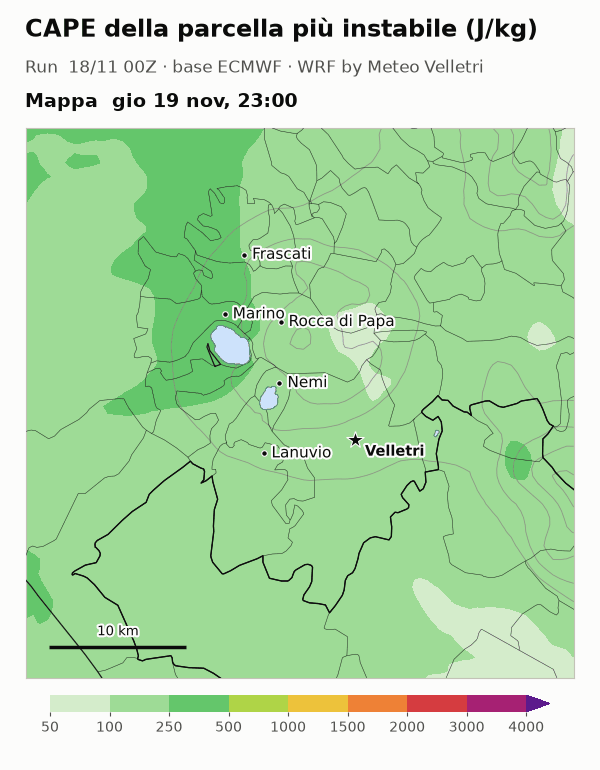 CAPE della parcella più instabile (J/kg)
Run 18/11 00Z · base ECMWF · WRF by Meteo Velletri
Mappa gio 19 nov, 23:00
Frascati
Marino
Rocca di Papa
Nemi
Velletri
Lanuvio
10 km
50 100 250 500 1000 1500 2000 3000 4000